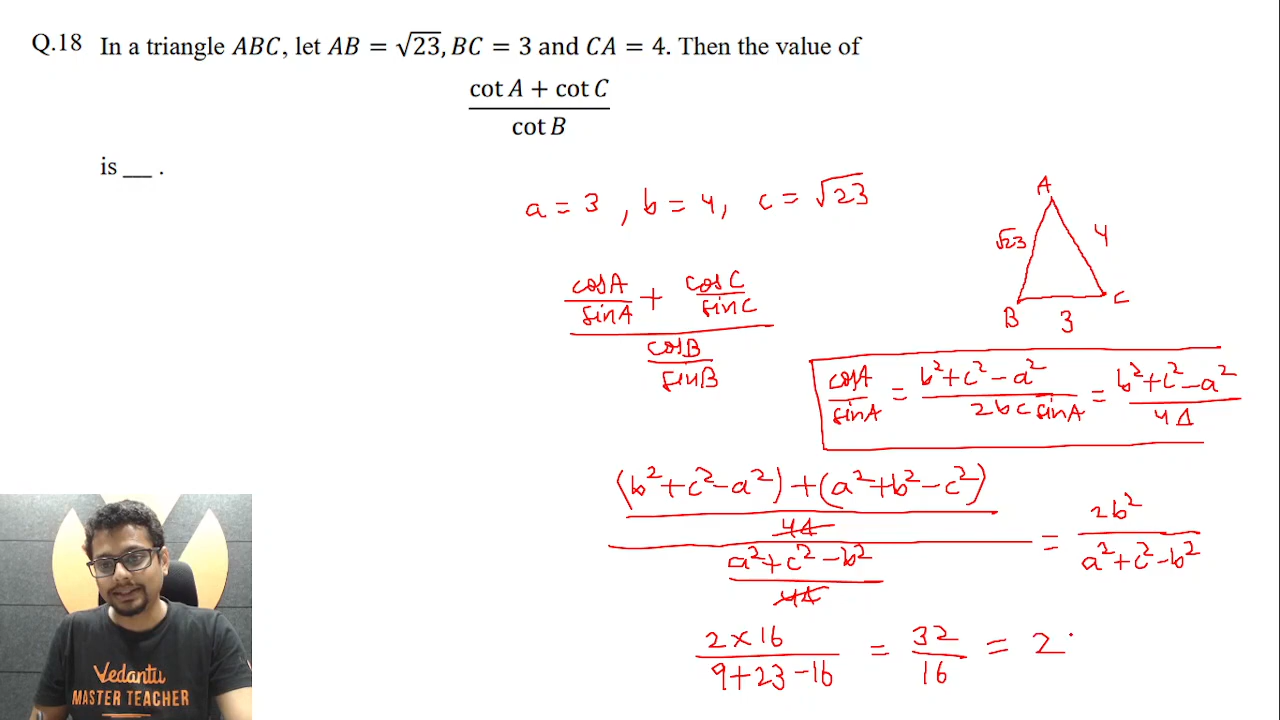 Q.18 In a triangle ABC, let AB = √23, BC = 3 and CA = 4. Then the value of
cot A + cot C
cot B
is __ .
a = 3 , b = 4, c = √23
A
√23
4
B
3
C
cosA/sinA + cosC/sinC
cosB/sinB
cosA/sinA = b²+c²-a²/2bc sinA = b²+c²-a²/4Δ
(b²+c²-a²)+(a²+b²-c²)
4Δ
a²+c²-b²
4Δ
= 2b²/a²+c²-b²
2×16/9+23-16 = 32/16 = 2.
Vedantu
MASTER TEACHER